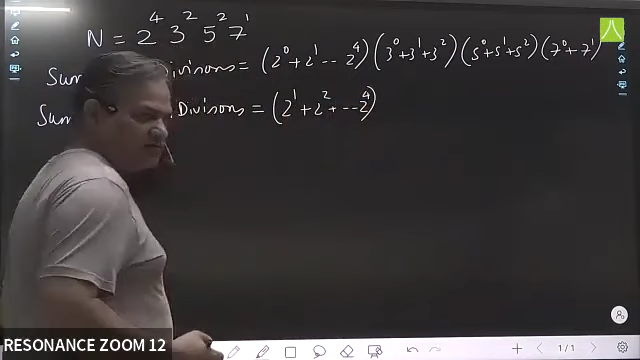 N = 2⁴ 3² 5² 7¹
Sum Divisons = (2⁰ + 2¹ -- 2⁴) (3⁰ + 3¹ + 3²) (5⁰ + 5¹ + 5²) (7⁰ + 7¹)
Sum Divisons = (2¹ + 2² + -- 2⁴)
RESONANCE ZOOM 12
1/1